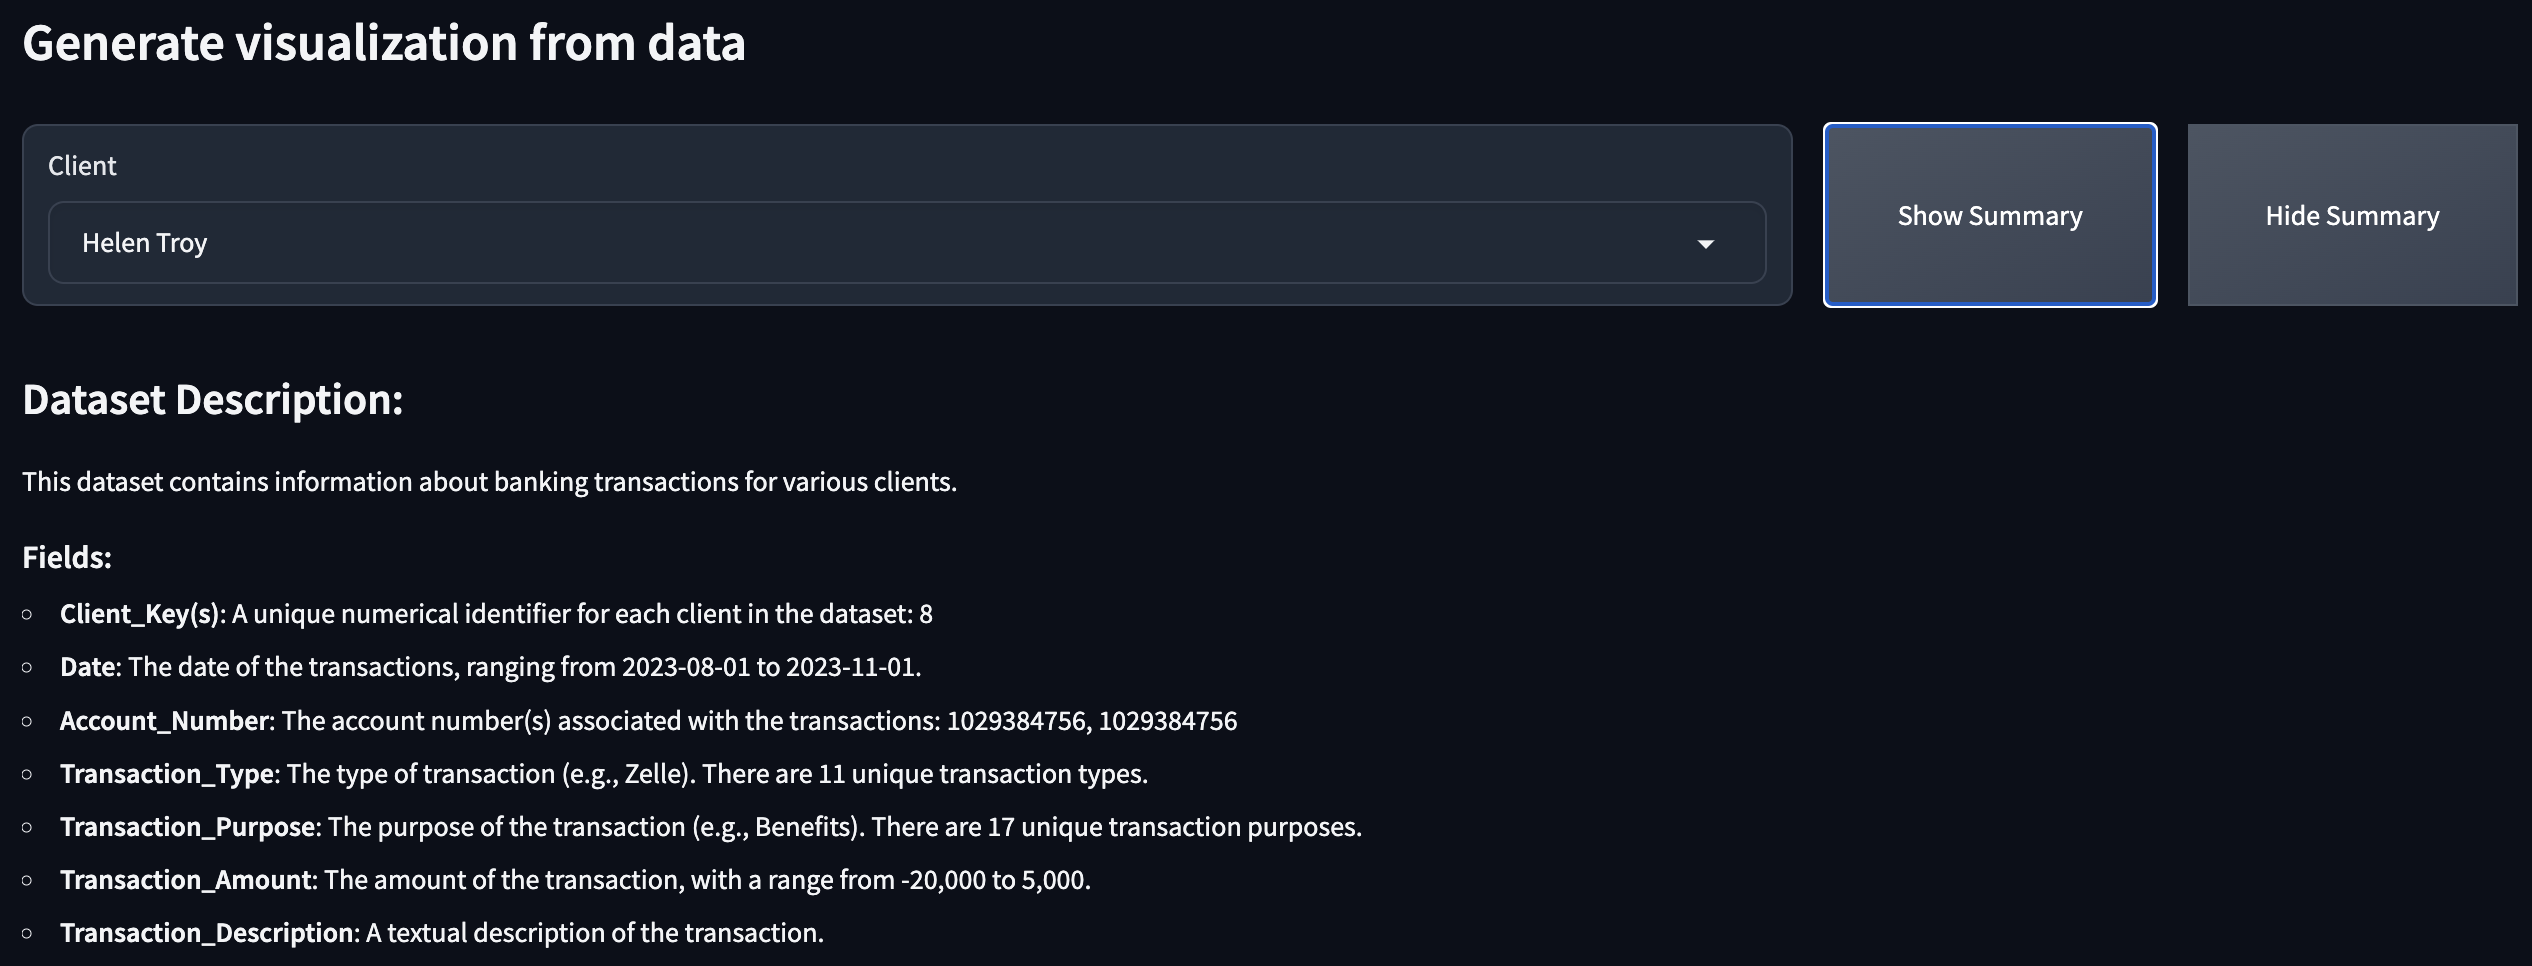 Generate visualization from data
Client
Helen Troy
Show Summary
Hide Summary
Dataset Description:
This dataset contains information about banking transactions for various clients.
Fields:
Client_Key(s): A unique numerical identifier for each client in the dataset: 8
Date: The date of the transactions, ranging from 2023-08-01 to 2023-11-01.
Account_Number: The account number(s) associated with the transactions: 1029384756, 1029384756
Transaction_Type: The type of transaction (e.g., Zelle). There are 11 unique transaction types.
Transaction_Purpose: The purpose of the transaction (e.g., Benefits). There are 17 unique transaction purposes.
Transaction_Amount: The amount of the transaction, with a range from -20,000 to 5,000.
Transaction_Description: A textual description of the transaction.